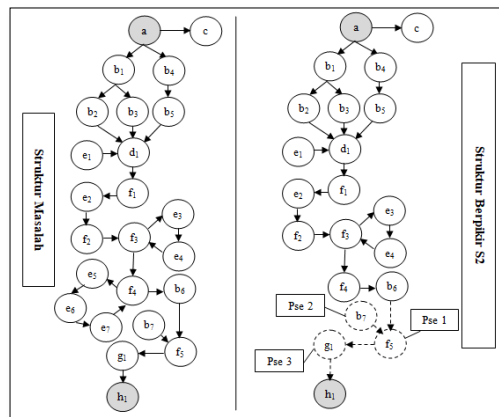 a
c
b1
b4
b2
b3
b5
e1
d1
f1
e2
f2
f3
e3
e4
f4
e5
e6
e7
b6
b7
f5
g1
h1
Struktur Masalah
a
c
b1
b4
b2
b3
b5
e1
d1
f1
e2
f2
f3
e3
e4
f4
b6
Pse 2
b7
Pse 1
f5
g1
Pse 3
h1
Struktur Berpikir S2